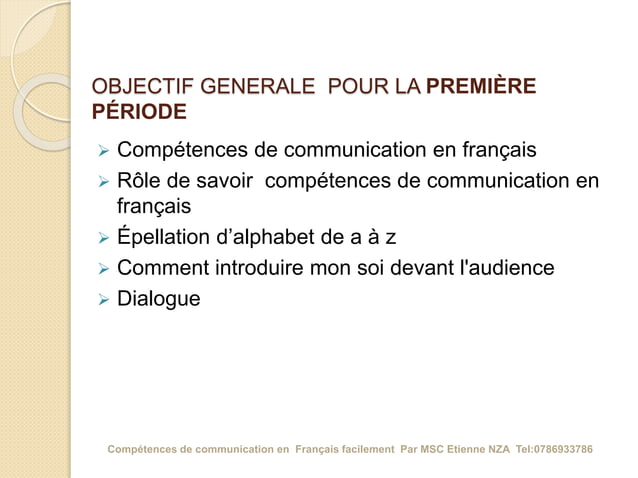 OBJECTIF GENERALE  POUR LA PREMIÈRE
PÉRIODE
Compétences de communication en français
Rôle de savoir  compétences de communication en
français
Épellation d’alphabet de a à z
Comment introduire mon soi devant l'audience
Dialogue
Compétences de communication en  Français facilement  Par MSC Etienne NZA  Tel:0786933786